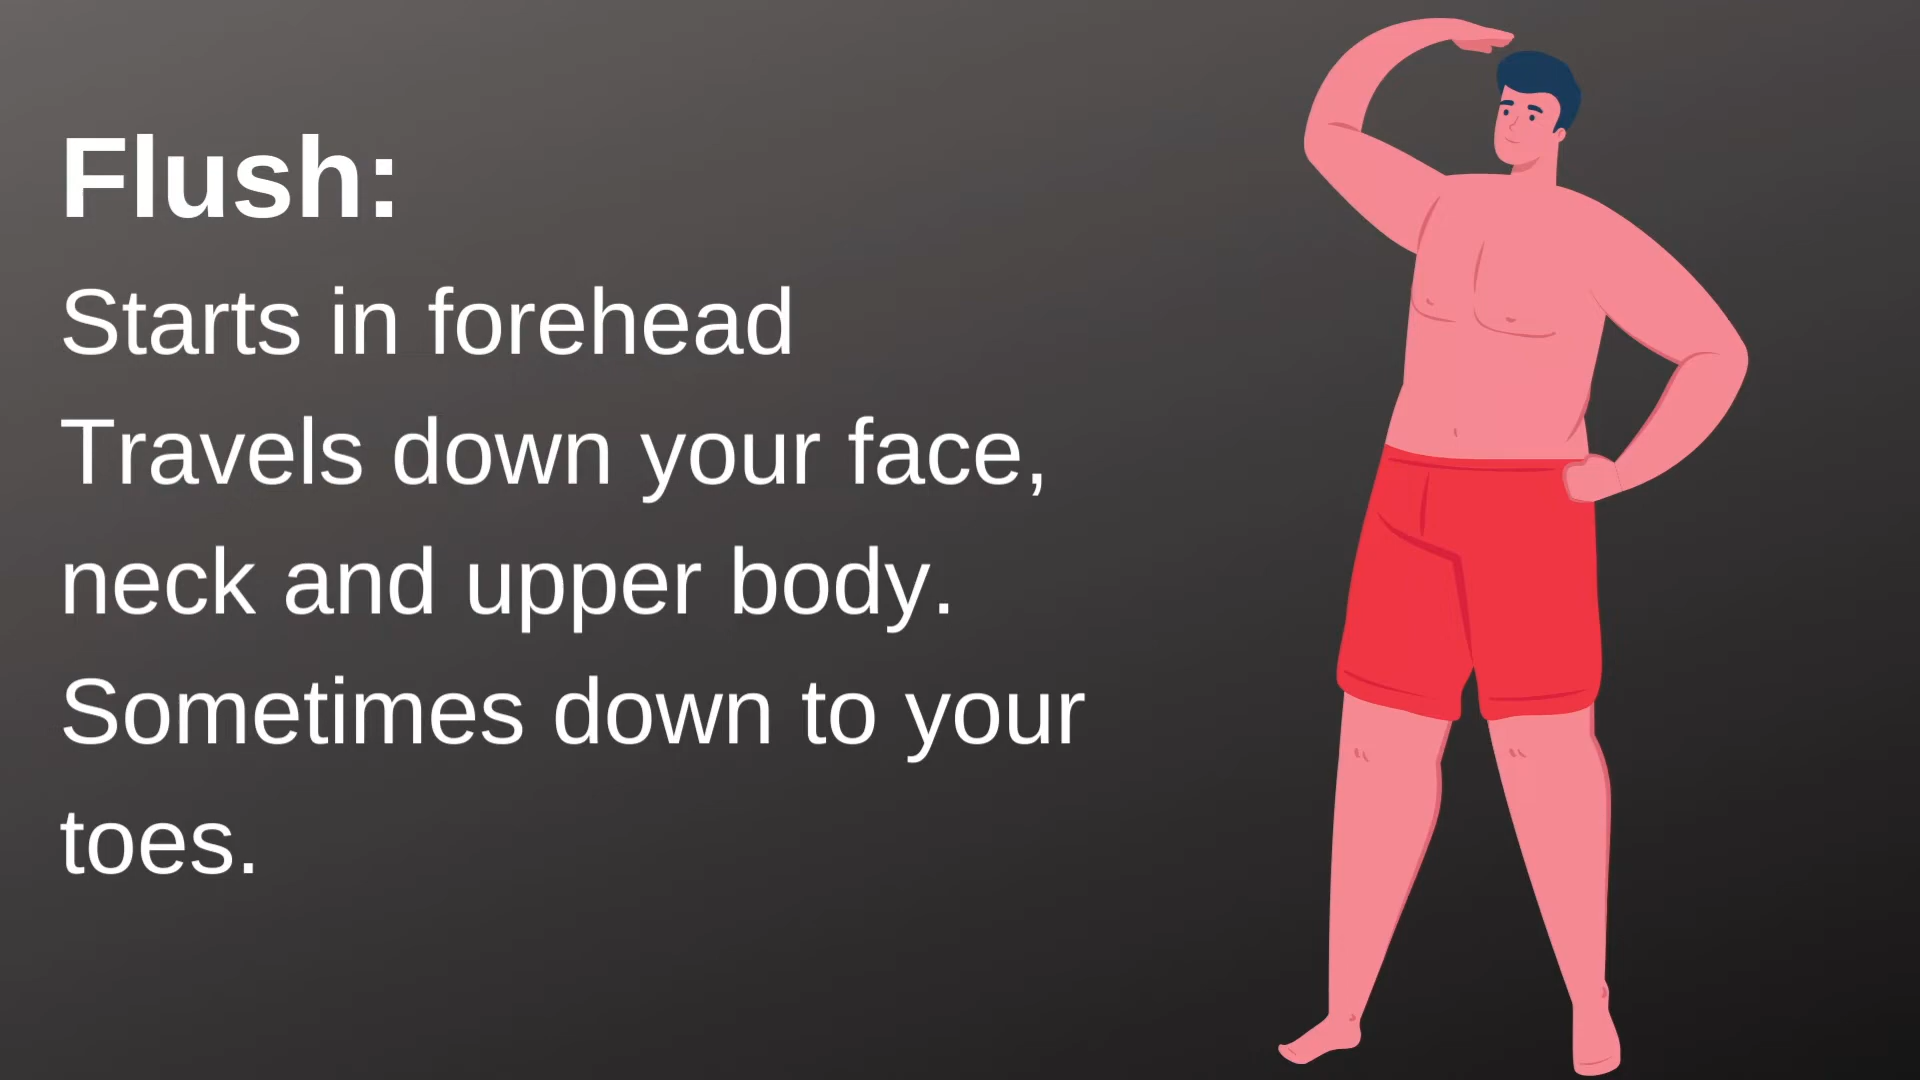 Flush:
Starts in forehead
Travels down your face,
neck and upper body.
Sometimes down to your
toes.